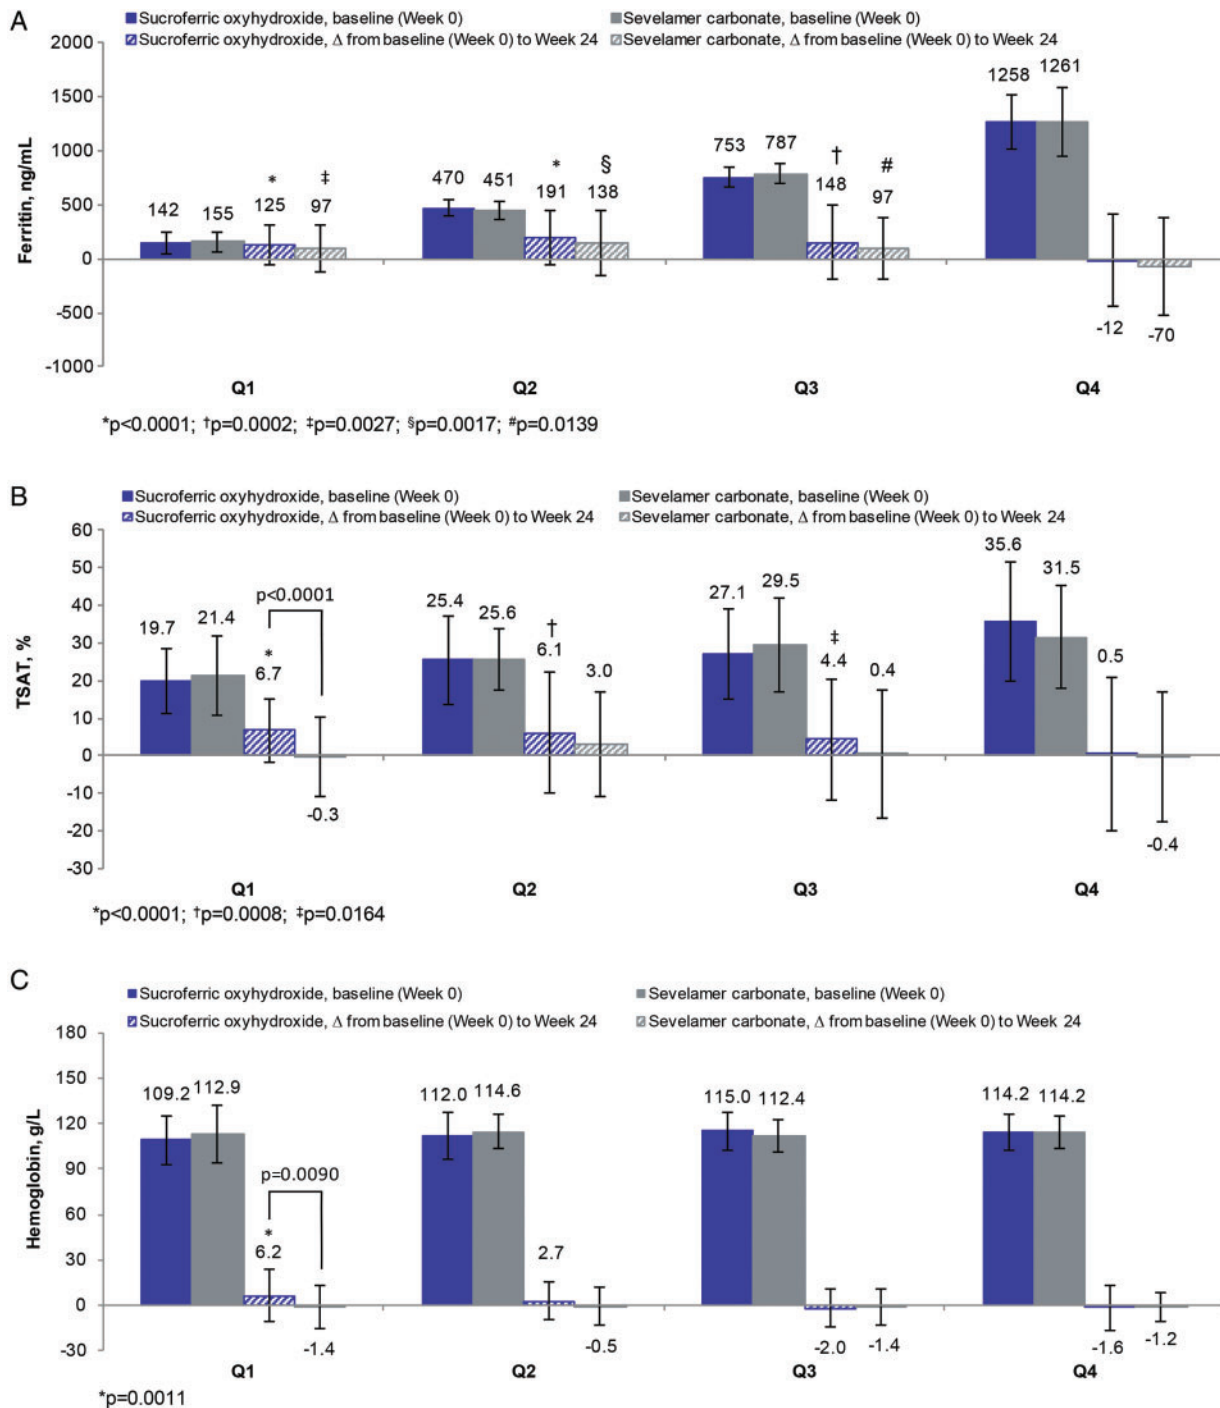 A
Sucroferric oxyhydroxide, baseline (Week 0) Sevelamer carbonate, baseline (Week 0)
Sucroferric oxyhydroxide, Δ from baseline (Week 0) to Week 24 Sevelamer carbonate, Δ from baseline (Week 0) to Week 24
Ferritin, ng/mL
2000
1500
1000
500
0
-500
-1000
142 155 * 125 ‡ 97
470 451 * 191 § 138
753 787 † 148 # 97
1258 1261 -12 -70
Q1 Q2 Q3 Q4
*p<0.0001; †p=0.0002; ‡p=0.0027; §p=0.0017; #p=0.0139
B
Sucroferric oxyhydroxide, baseline (Week 0) Sevelamer carbonate, baseline (Week 0)
Sucroferric oxyhydroxide, Δ from baseline (Week 0) to Week 24 Sevelamer carbonate, Δ from baseline (Week 0) to Week 24
TSAT, %
60
50
40
30
20
10
0
-10
-20
-30
p<0.0001
19.7 21.4 * 6.7 -0.3
25.4 25.6 † 6.1 3.0
27.1 29.5 ‡ 4.4 0.4
35.6 31.5 0.5 -0.4
Q1 Q2 Q3 Q4
*p<0.0001; †p=0.0008; ‡p=0.0164
C
Sucroferric oxyhydroxide, baseline (Week 0) Sevelamer carbonate, baseline (Week 0)
Sucroferric oxyhydroxide, Δ from baseline (Week 0) to Week 24 Sevelamer carbonate, Δ from baseline (Week 0) to Week 24
Hemoglobin, g/L
180
150
120
90
60
30
0
-30
p=0.0090
109.2 112.9 * 6.2 -1.4
112.0 114.6 2.7 -0.5
115.0 112.4 -2.0 -1.4
114.2 114.2 -1.6 -1.2
Q1 Q2 Q3 Q4
*p=0.0011